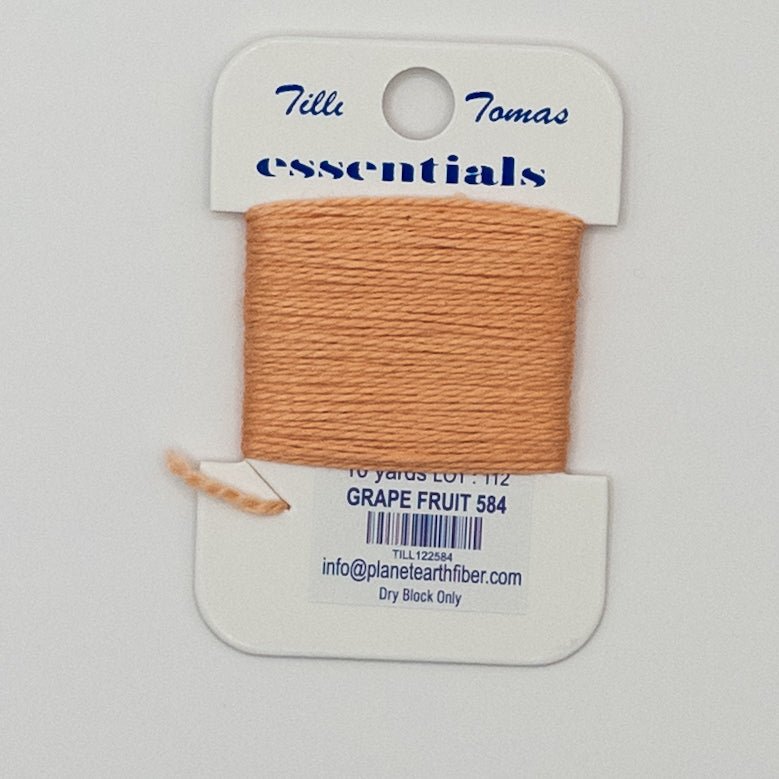 Tilli Tomas
essentials
10 yards LOT : 112
GRAPE FRUIT 584
TILL122584
info@planetearthfiber.com
Dry Block Only